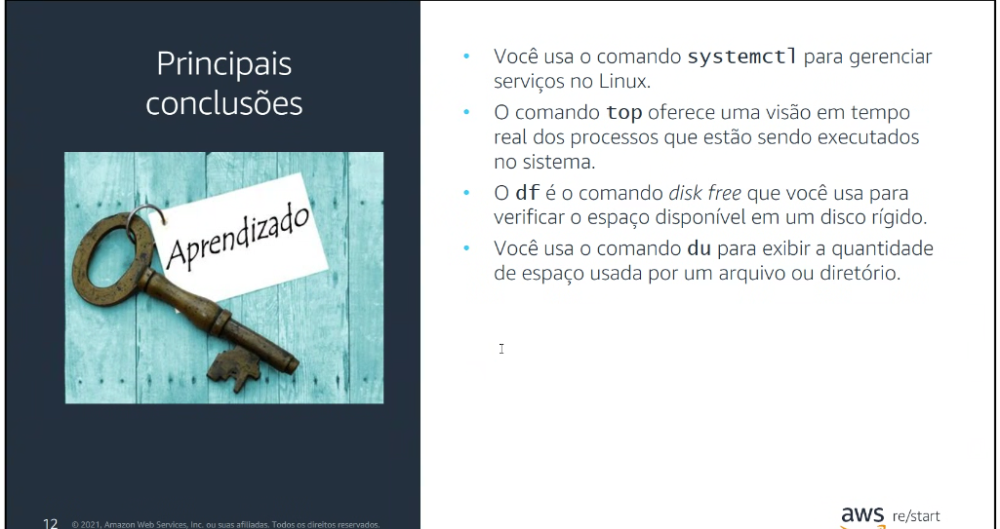 Principais
conclusões
Aprendizado
Você usa o comando systemctl para gerenciar
serviços no Linux.
O comando top oferece uma visão em tempo
real dos processos que estão sendo executados
no sistema.
O df é o comando disk free que você usa para
verificar o espaço disponível em um disco rígido.
Você usa o comando du para exibir a quantidade
de espaço usada por um arquivo ou diretório.
12 © 2021, Amazon Web Services, Inc. ou suas afiliadas. Todos os direitos reservados.
aws re/start